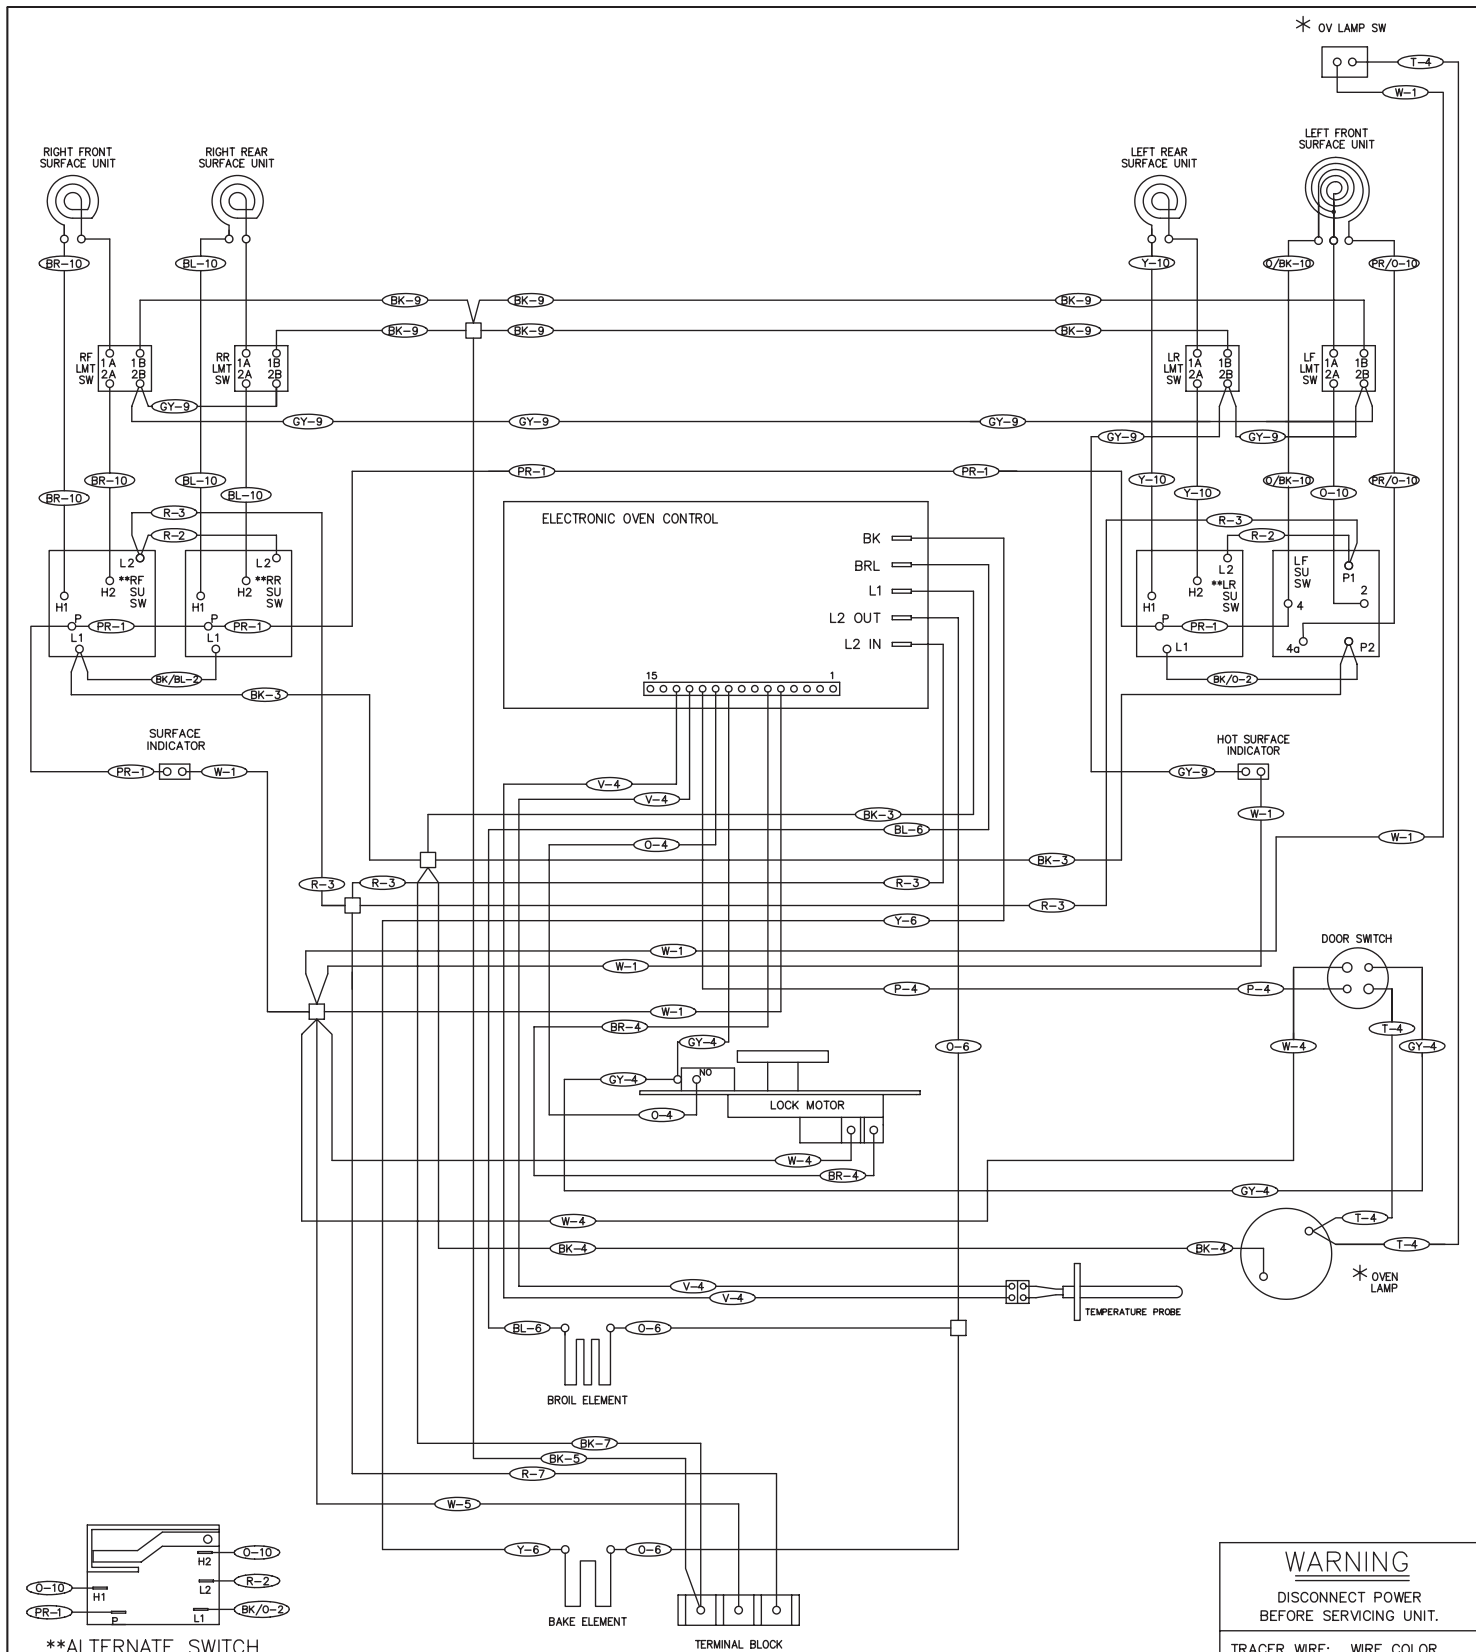 OV LAMP SW
T-4
W-1
RIGHT FRONT
SURFACE UNIT
RIGHT REAR
SURFACE UNIT
LEFT REAR
SURFACE UNIT
LEFT FRONT
SURFACE UNIT
BR-10
BL-10
Y-10
O/BK-10
PR/O-10
BK-9
BK-9
BK-9
BK-9
BK-9
BK-9
RF
LMT
SW
1A 1B
2A 2B
RR
LMT
SW
1A 1B
2A 2B
LR
LMT
SW
1A 1B
2A 2B
LF
LMT
SW
1A 1B
2A 2B
GY-9
GY-9
GY-9
GY-9
GY-9
GY-9
PR-1
PR-1
BR-10
BR-10
BL-10
BL-10
Y-10
Y-10
O/BK-10
O-10
PR/O-10
R-3
R-2
R-3
R-2
L2
H1
H2
**RF
SU
SW
P
L1
PR-1
L2
H1
H2
**RR
SU
SW
P
L1
PR-1
BK/BL-2
BK-3
ELECTRONIC OVEN CONTROL
BK
BRL
L1
L2 OUT
L2 IN
15 1
L2
H1
H2
**LR
SU
SW
P
L1
PR-1
LF
SU
SW
P1
2
4
4a
P2
BK/O-2
SURFACE
INDICATOR
PR-1
W-1
HOT SURFACE
INDICATOR
GY-9
W-1
W-1
V-4
V-4
BK-3
BL-6
O-4
BK-3
R-3
R-3
R-3
R-3
Y-6
W-1
W-1
P-4
P-4
DOOR SWITCH
W-1
BR-4
GY-4
O-6
W-4
T-4
GY-4
GY-4
NO
LOCK MOTOR
O-4
W-4
BR-4
GY-4
W-4
T-4
BK-4
BK-4
T-4
OVEN
LAMP
V-4
V-4
TEMPERATURE PROBE
BL-6
O-6
BROIL ELEMENT
BK-7
BK-5
R-7
W-5
Y-6
O-6
BAKE ELEMENT
TERMINAL BLOCK
H2
O-10
O-10
H1
L2
R-2
PR-1
P
L1
BK/O-2
**ALTERNATE SWITCH
WARNING
DISCONNECT POWER
BEFORE SERVICING UNIT.
TRACER WIRE: WIRE COLOR